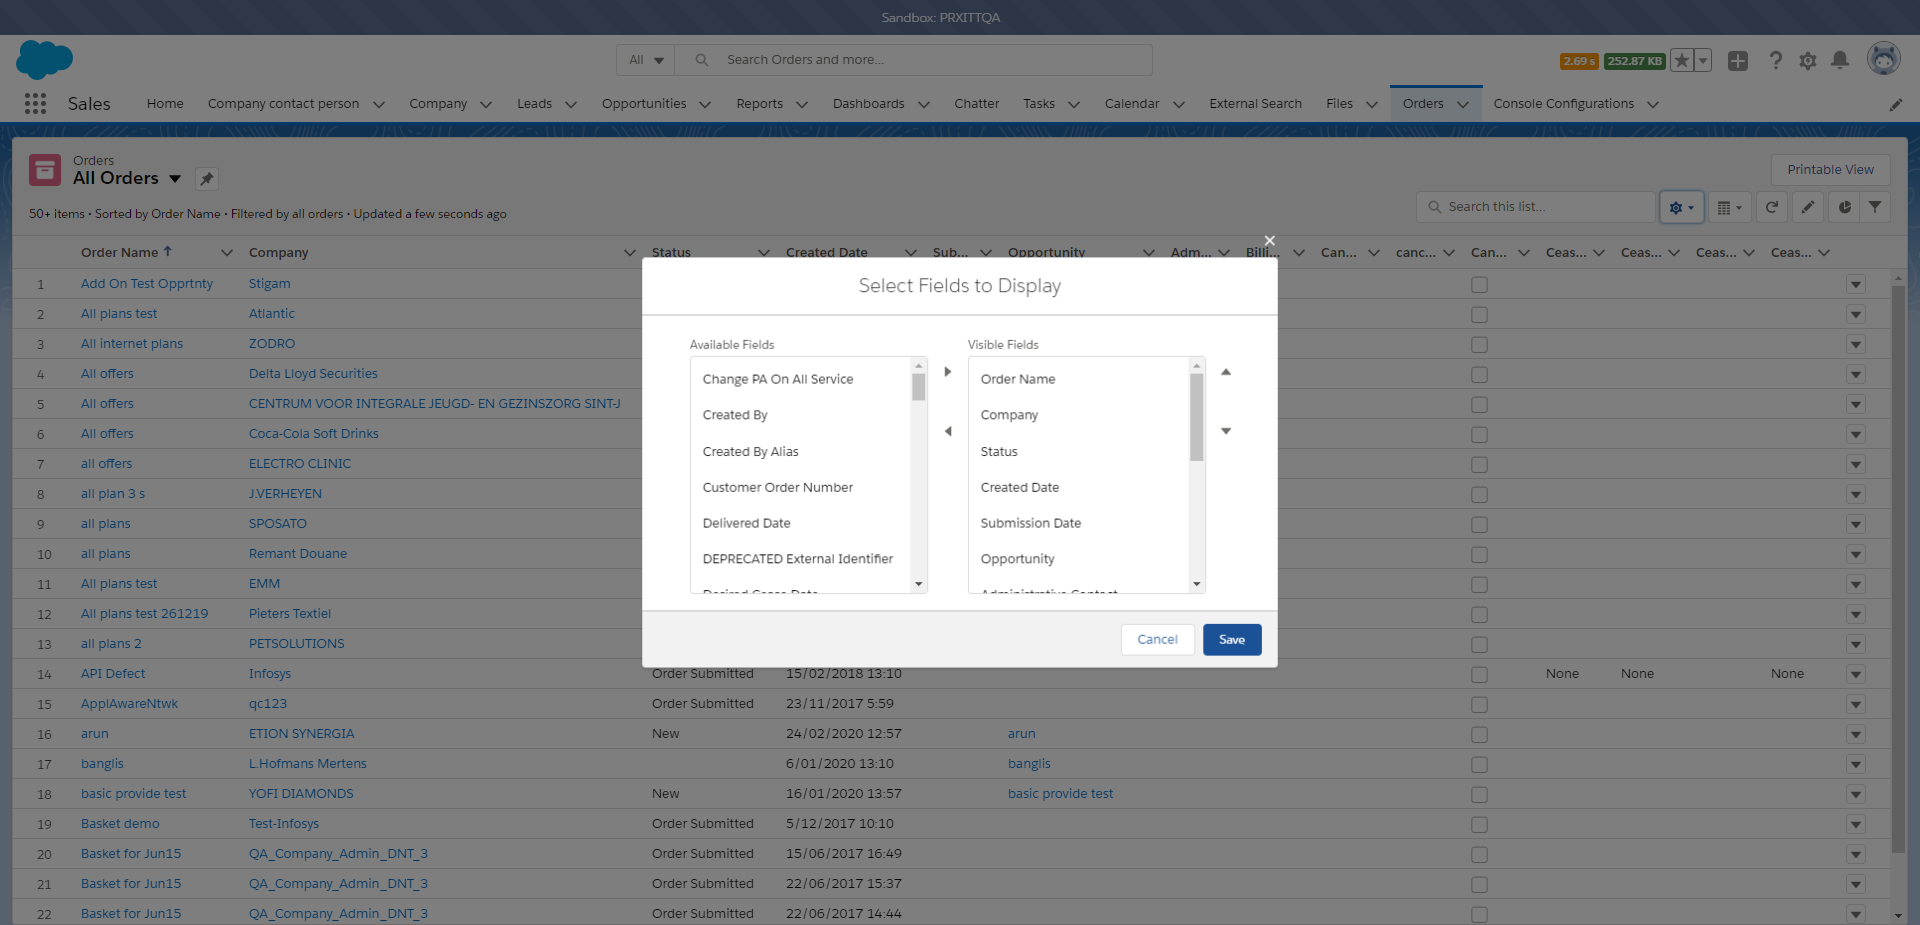 Sandbox: PRXITTQA
All
Search Orders and more...
2.69 s
252.87 KB
Sales
Home
Company contact person
Company
Leads
Opportunities
Reports
Dashboards
Chatter
Tasks
Calendar
External Search
Files
Orders
Console Configurations
Orders
All Orders
Printable View
50+ items • Sorted by Order Name • Filtered by all orders • Updated a few seconds ago
Search this list...
Order Name
Company
Status
Created Date
Sub...
Opportunity
Adm...
Billi...
Can...
canc...
Can...
Ceas...
Ceas...
Ceas...
Ceas...
1 Add On Test Opprtnty Stigam
2 All plans test Atlantic
3 All internet plans ZODRO
4 All offers Delta Lloyd Securities
5 All offers CENTRUM VOOR INTEGRALE JEUGD- EN GEZINSZORG SINT-J
6 All offers Coca-Cola Soft Drinks
7 all offers ELECTRO CLINIC
8 all plan 3 s J.VERHEYEN
9 all plans SPOSATO
10 all plans Remant Douane
11 All plans test EMM
12 All plans test 261219 Pieters Textiel
13 all plans 2 PETSOLUTIONS
14 API Defect Infosys Order Submitted 15/02/2018 13:10 None None None
15 ApplAwareNtwk qc123 Order Submitted 23/11/2017 5:59
16 arun ETION SYNERGIA New 24/02/2020 12:57 arun
17 banglis L.Hofmans Mertens 6/01/2020 13:10 banglis
18 basic provide test YOFI DIAMONDS New 16/01/2020 13:57 basic provide test
19 Basket demo Test-Infosys Order Submitted 5/12/2017 10:10
20 Basket for Jun15 QA_Company_Admin_DNT_3 Order Submitted 15/06/2017 16:49
21 Basket for Jun15 QA_Company_Admin_DNT_3 Order Submitted 22/06/2017 15:37
22 Basket for Jun15 QA_Company_Admin_DNT_3 Order Submitted 22/06/2017 14:44
Select Fields to Display
Available Fields
Change PA On All Service
Created By
Created By Alias
Customer Order Number
Delivered Date
DEPRECATED External Identifier
Desired Cease Date
Visible Fields
Order Name
Company
Status
Created Date
Submission Date
Opportunity
Administrative Contact
Cancel
Save